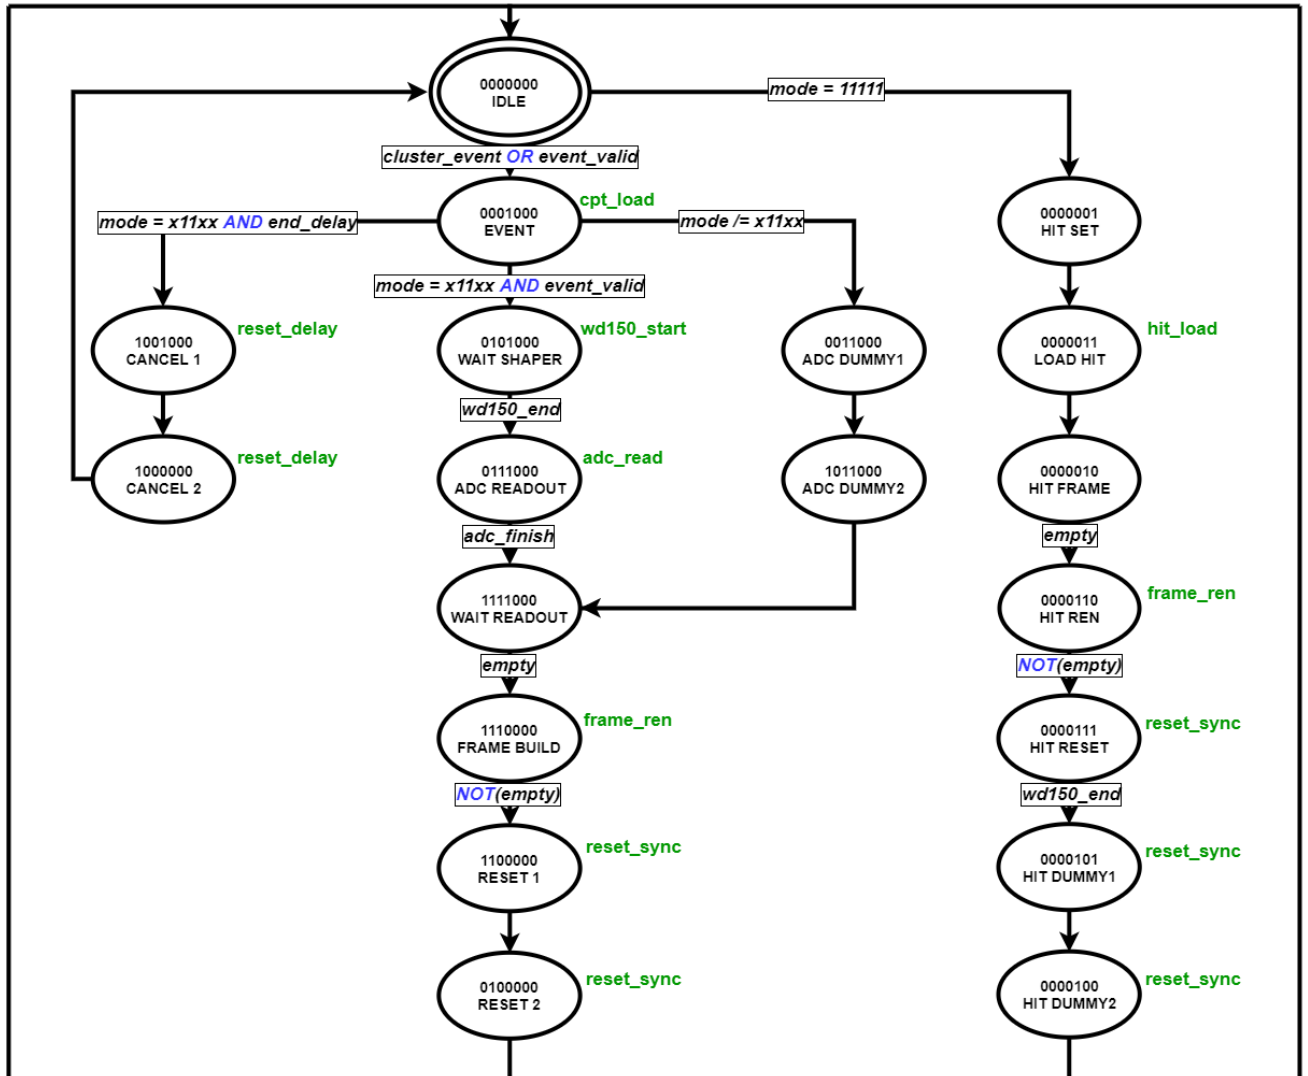 0000000
IDLE
mode = 11111
cluster_event OR event_valid
cpt_load
mode = x11xx AND end_delay
0001000
EVENT
mode /= x11xx
0000001
HIT SET
mode = x11xx AND event_valid
reset_delay
wd150_start
hit_load
1001000
CANCEL 1
0101000
WAIT SHAPER
0011000
ADC DUMMY1
0000011
LOAD HIT
wd150_end
reset_delay
adc_read
1000000
CANCEL 2
0111000
ADC READOUT
1011000
ADC DUMMY2
0000010
HIT FRAME
adc_finish
empty
frame_ren
1111000
WAIT READOUT
0000110
HIT REN
empty
NOT(empty)
frame_ren
reset_sync
1110000
FRAME BUILD
0000111
HIT RESET
NOT(empty)
wd150_end
reset_sync
reset_sync
1100000
RESET 1
0000101
HIT DUMMY1
reset_sync
reset_sync
0100000
RESET 2
0000100
HIT DUMMY2